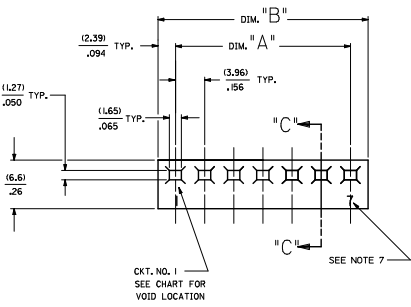 DIM. "B"
(2.39)
.094 TYP.
DIM. "A"
(3.96)
.156 TYP.
(1.27)
.050 TYP.
(1.65)
.065 TYP.
"C"
(6.6)
.26
1
7
"C"
SEE NOTE 7
CKT. NO. 1
SEE CHART FOR
VOID LOCATION